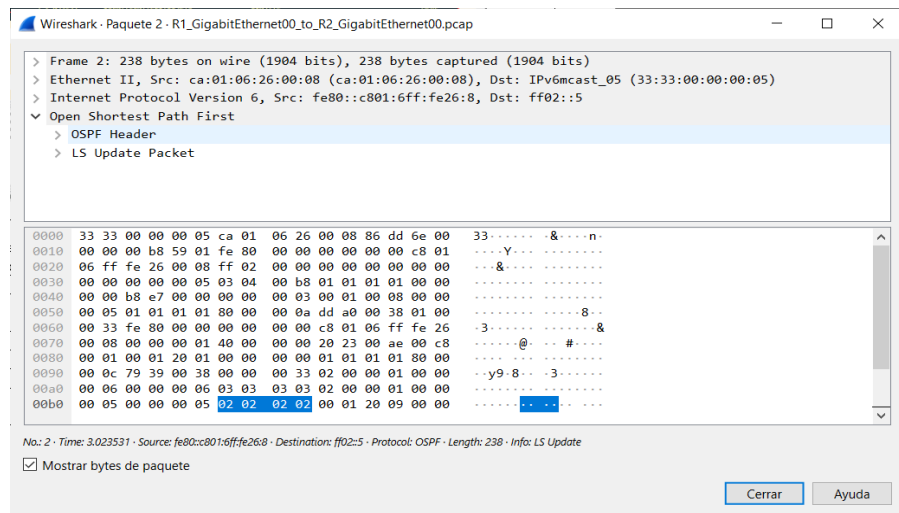 Wireshark · Paquete 2 · R1_GigabitEthernet00_to_R2_GigabitEthernet00.pcap
> Frame 2: 238 bytes on wire (1904 bits), 238 bytes captured (1904 bits)
> Ethernet II, Src: ca:01:06:26:00:08 (ca:01:06:26:00:08), Dst: IPv6mcast_05 (33:33:00:00:00:05)
> Internet Protocol Version 6, Src: fe80::c801:6ff:fe26:8, Dst: ff02::5
Open Shortest Path First
> OSPF Header
> LS Update Packet
0000 33 33 00 00 00 05 ca 01 06 26 00 08 86 dd 6e 00 33······ ·&····n·
0010 00 00 00 b8 59 01 fe 80 00 00 00 00 00 00 c8 01 ····Y··· ········
0020 06 ff fe 26 00 08 ff 02 00 00 00 00 00 00 00 00 ···&···· ········
0030 00 00 00 00 00 05 03 04 00 b8 01 01 01 01 00 00 ········ ········
0040 00 00 b8 e7 00 00 00 00 00 03 00 01 00 08 00 00 ········ ········
0050 00 05 01 01 01 01 80 00 00 0a dd a0 00 38 01 00 ········ ·····8··
0060 00 33 fe 80 00 00 00 00 00 00 c8 01 06 ff fe 26 ·3······ ·······&
0070 00 08 00 00 00 01 40 00 00 00 20 23 00 ae 00 c8 ······@· ·· #····
0080 00 01 00 01 20 01 00 00 00 00 01 01 01 01 80 00 ···· ··· ········
0090 00 0c 79 39 00 38 00 00 00 33 02 00 00 01 00 00 ··y9·8·· ·3······
00a0 00 06 00 00 00 06 03 03 03 03 02 00 00 01 00 00 ········ ········
00b0 00 05 00 00 00 05 02 02 02 02 00 01 20 09 00 00 ········ ···· ···
No.: 2 · Time: 3.023531 · Source: fe80::c801:6ff:fe26:8 · Destination: ff02::5 · Protocol: OSPF · Length: 238 · Info: LS Update
Mostrar bytes de paquete
Cerrar Ayuda